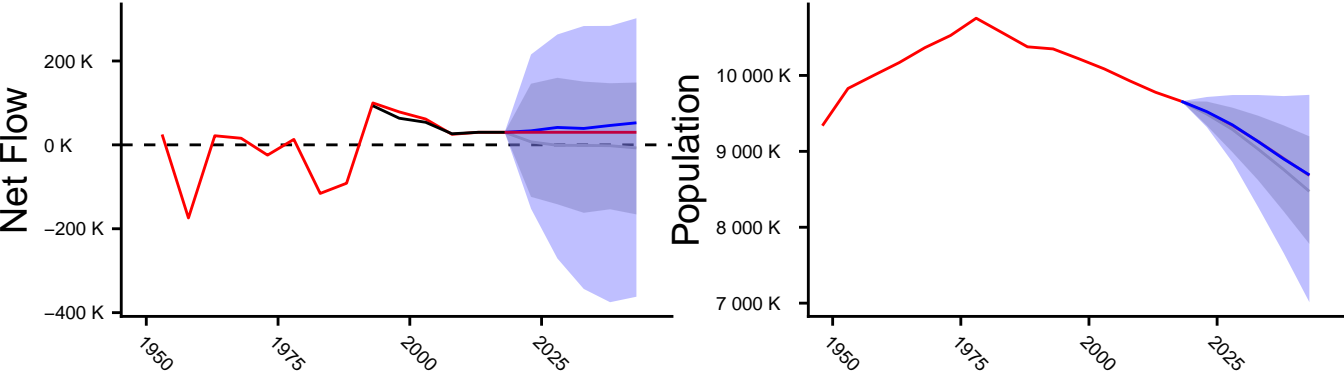 Net Flow
200 K
0 K
−200 K
−400 K
1950
1975
2000
2025
Population
10 000 K
9 000 K
8 000 K
7 000 K
1950
1975
2000
2025